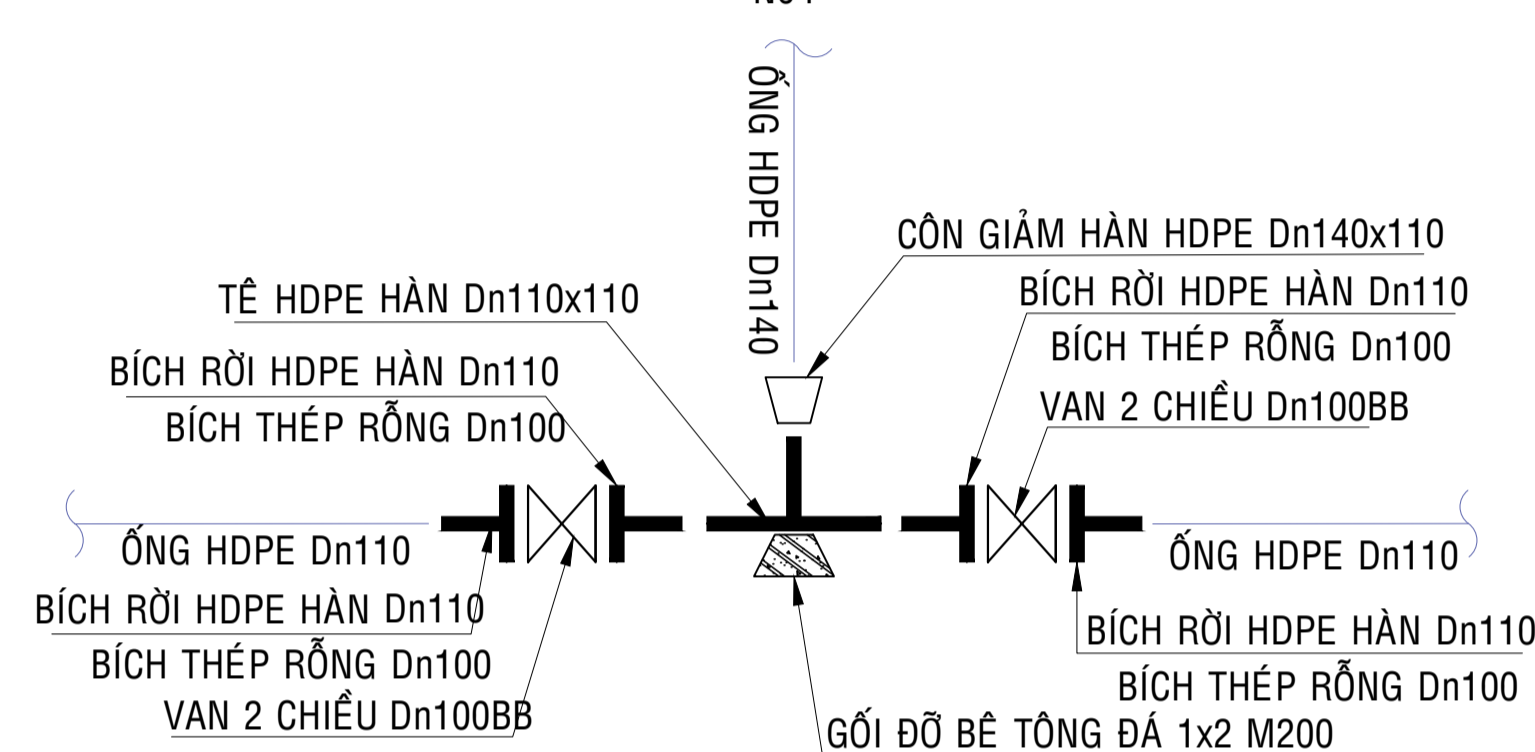 ỐNG HDPE Dn140
CÔN GIẢM HÀN HDPE Dn140x110
TÊ HDPE HÀN Dn110x110
BÍCH RỜI HDPE HÀN Dn110
BÍCH THÉP RỖNG Dn100
BÍCH RỜI HDPE HÀN Dn110
BÍCH THÉP RỖNG Dn100
VAN 2 CHIỀU Dn100BB
ỐNG HDPE Dn110
ỐNG HDPE Dn110
BÍCH RỜI HDPE HÀN Dn110
BÍCH THÉP RỖNG Dn100
VAN 2 CHIỀU Dn100BB
BÍCH RỜI HDPE HÀN Dn110
BÍCH THÉP RỖNG Dn100
GỐI ĐỠ BÊ TÔNG ĐÁ 1x2 M200